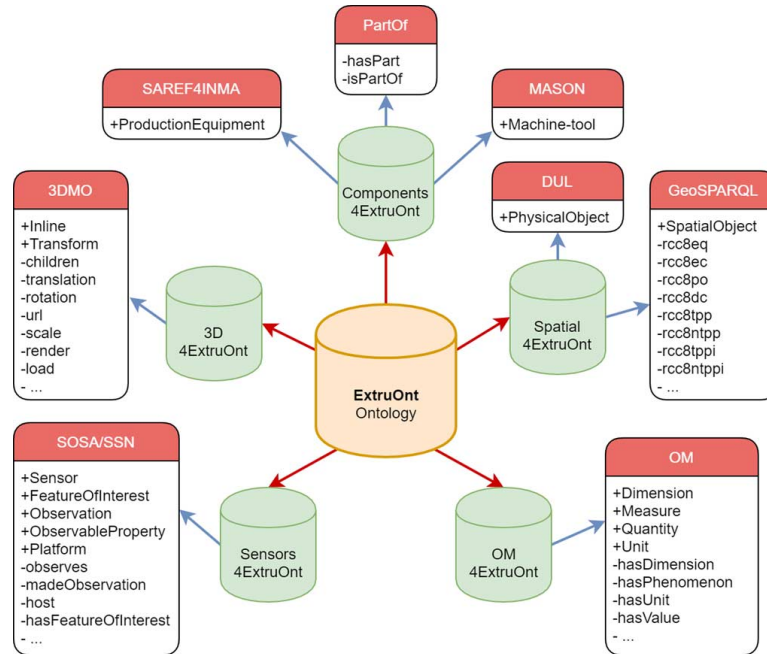 PartOf
-hasPart
-isPartOf
SAREF4INMA
+ProductionEquipment
MASON
+Machine-tool
Components
4ExtruOnt
3DMO
+Inline
+Transform
-children
-translation
-rotation
-url
-scale
-render
-load
- ...
DUL
+PhysicalObject
GeoSPARQL
+SpatialObject
-rcc8eq
-rcc8ec
-rcc8po
-rcc8dc
-rcc8tpp
-rcc8ntpp
-rcc8tppi
-rcc8ntppi
- ...
3D
4ExtruOnt
Spatial
4ExtruOnt
ExtruOnt
Ontology
SOSA/SSN
+Sensor
+FeatureOfInterest
+Observation
+ObservableProperty
+Platform
-observes
-madeObservation
-host
-hasFeatureOfInterest
- ...
Sensors
4ExtruOnt
OM
4ExtruOnt
OM
+Dimension
+Measure
+Quantity
+Unit
-hasDimension
-hasPhenomenon
-hasUnit
-hasValue
- ...